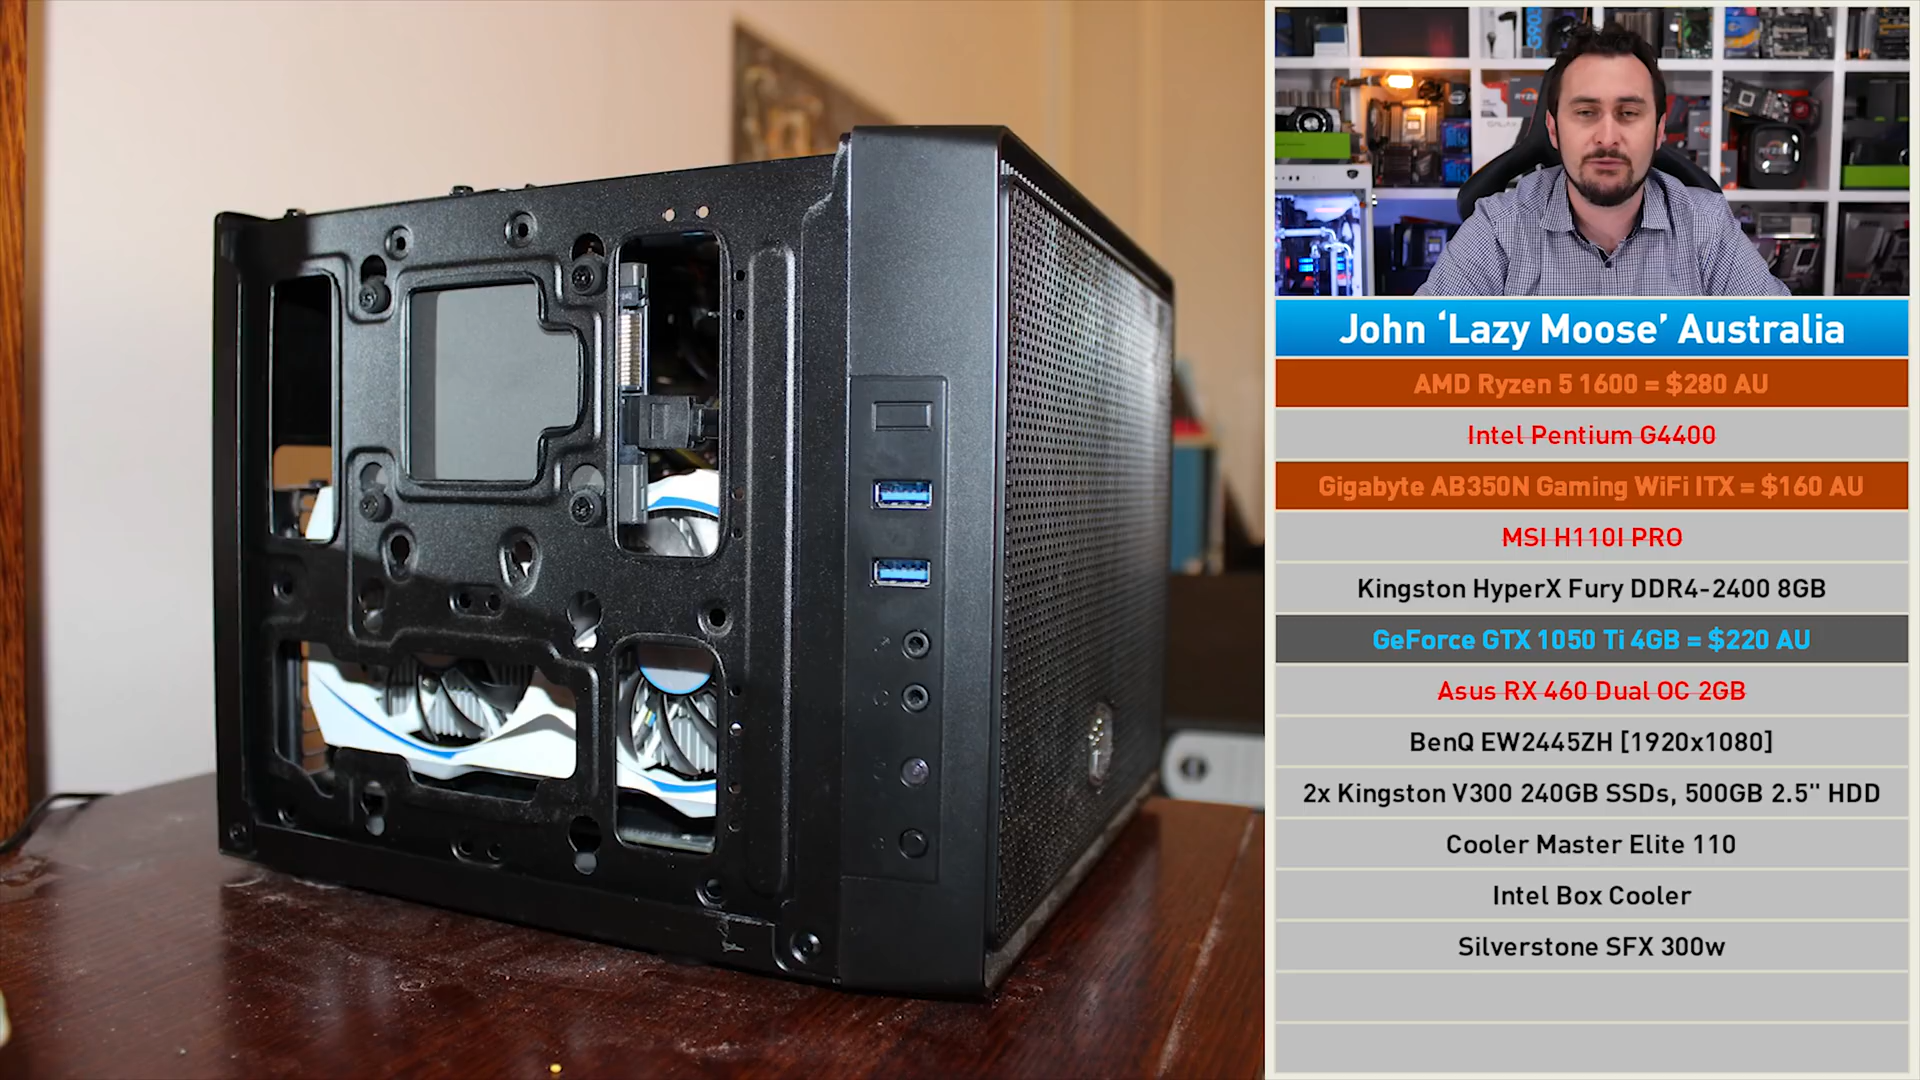 G903
RYZEN
John ‘Lazy Moose’ Australia
AMD Ryzen 5 1600 = $280 AU
Intel Pentium G4400
Gigabyte AB350N Gaming WiFi ITX = $160 AU
MSI H110I PRO
Kingston HyperX Fury DDR4-2400 8GB
GeForce GTX 1050 Ti 4GB = $220 AU
Asus RX 460 Dual OC 2GB
BenQ EW2445ZH [1920x1080]
2x Kingston V300 240GB SSDs, 500GB 2.5" HDD
Cooler Master Elite 110
Intel Box Cooler
Silverstone SFX 300w